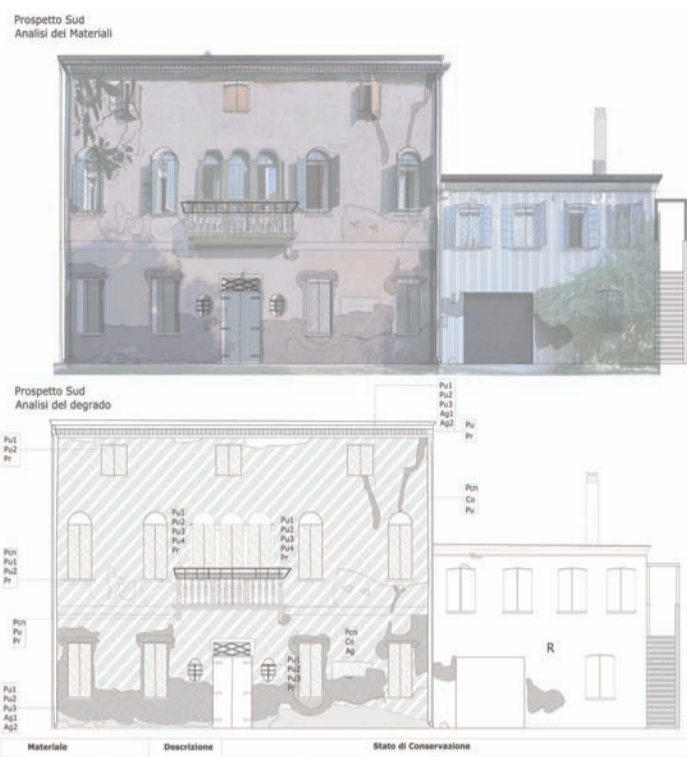 Prospetto Sud
Analisi dei Materiali
Prospetto Sud
Analisi del degrado
Pu1
Pu2
Pu3
Ag1
Ag2
Pu
Pr
Pu1
Pu2
Pr
Pcn
Co
Pu
Pu1
Pu2
Pu3
Pu4
Pr
Pu1
Pu2
Pu3
Pu4
Pr
Pcn
Pu1
Pu2
Pr
Pcn
Pu
Pr
Pcn
Co
Ag
R
Pu1
Pu2
Pu3
Pr
Pu1
Pu2
Pu3
Ag1
Ag2
Materiale Descrizione Stato di Conservazione